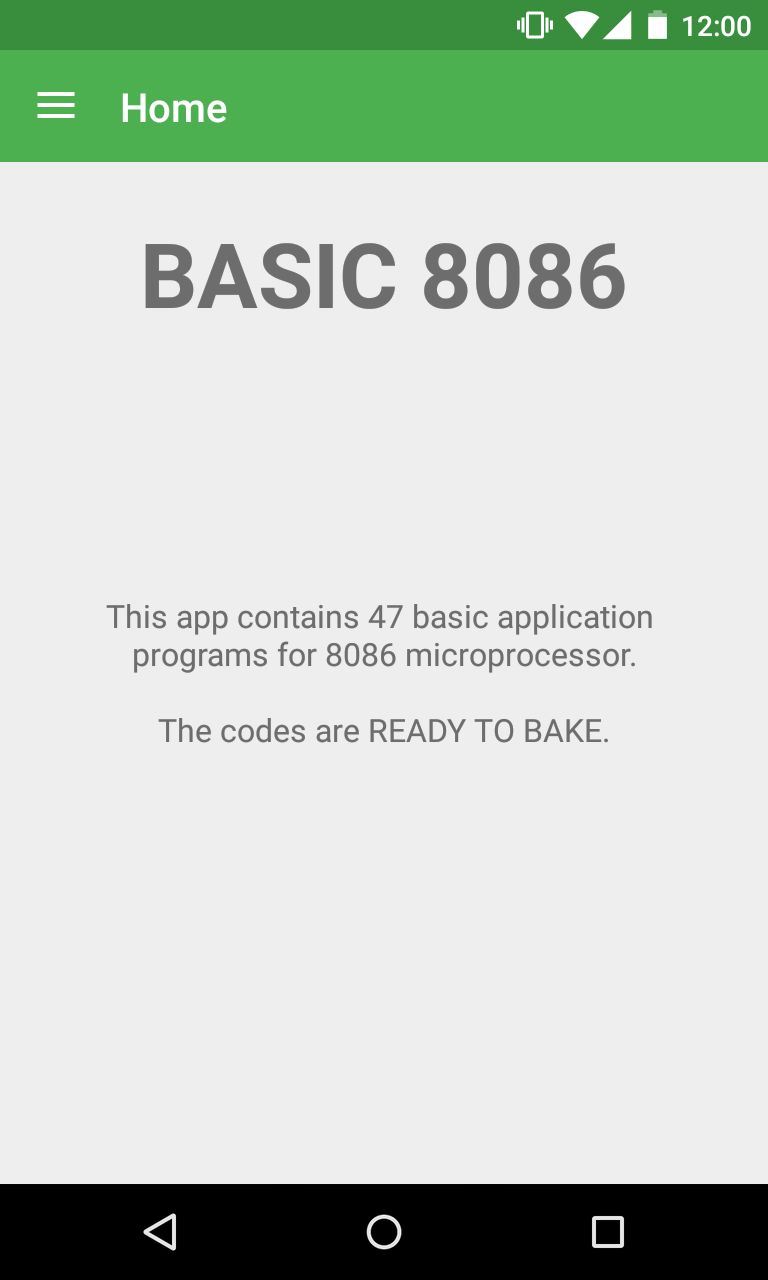 12:00
Home
BASIC 8086
This app contains 47 basic application
programs for 8086 microprocessor.
The codes are READY TO BAKE.